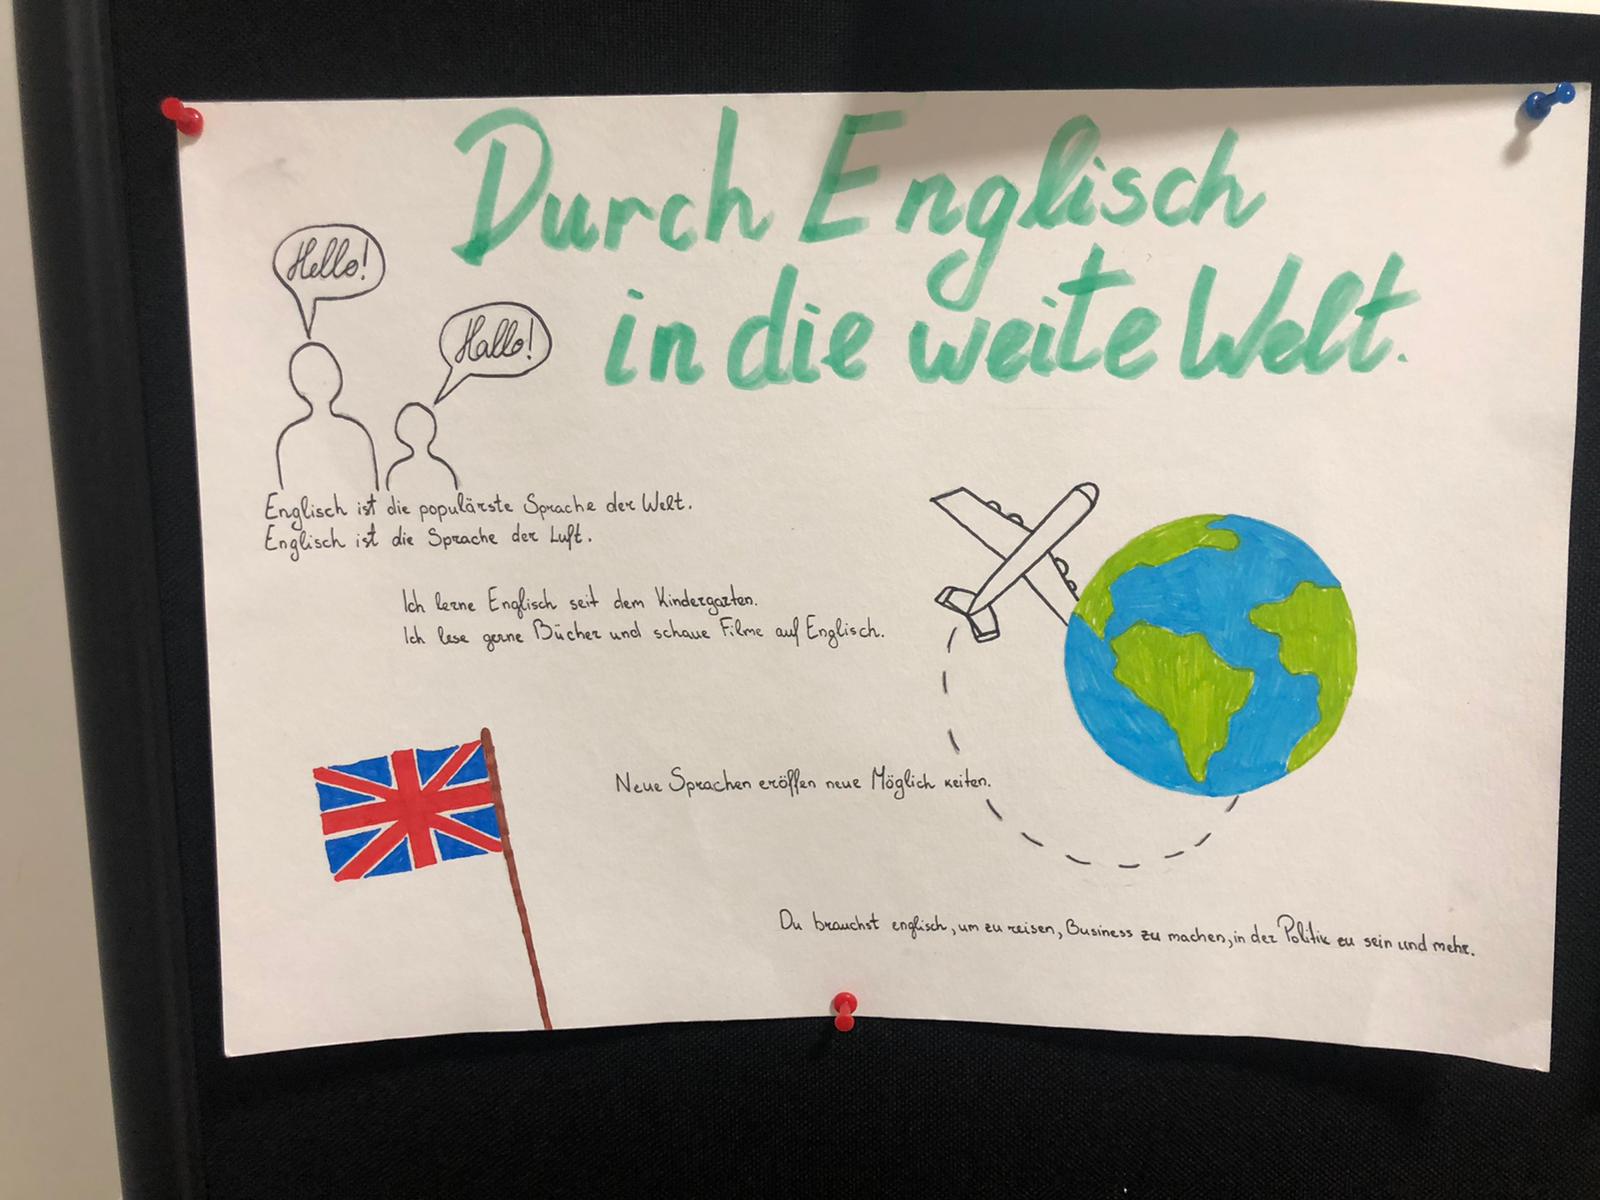 Durch Englisch
in die weite Welt.
Hello!
Hallo!
Englisch ist die populärste Sprache der Welt.
Englisch ist die Sprache der Luft.
Ich lerne Englisch seit dem Kindergarten.
Ich lese gerne Bücher und schaue Filme auf Englisch.
Neue Sprachen eröffen neue Möglich keiten.
Du brauchst englisch, um zu reisen, Business zu machen, in der Politik zu sein und mehr.